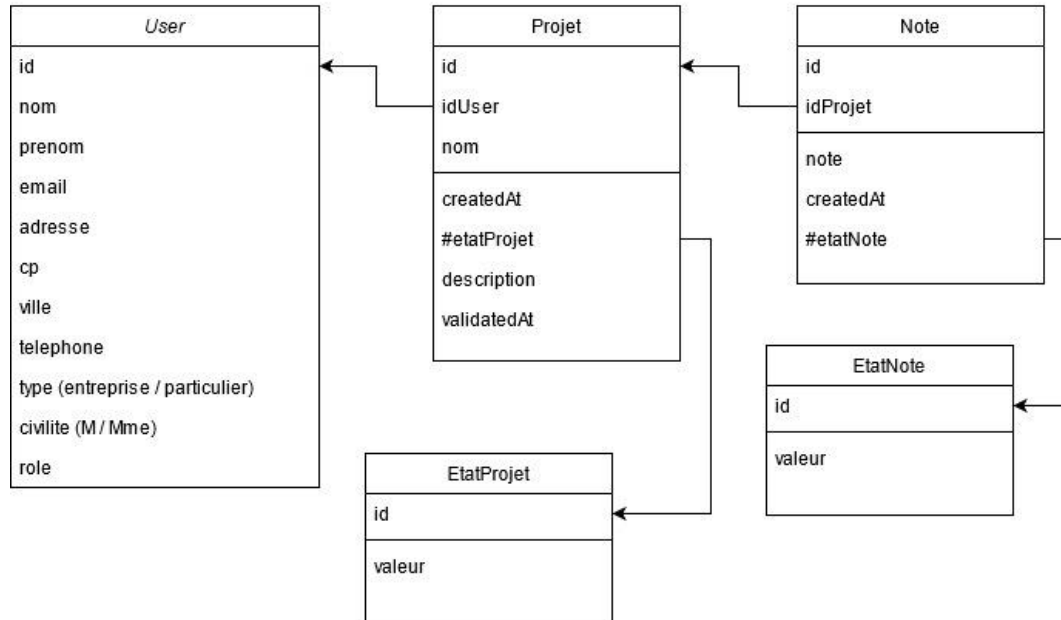 User
id
nom
prenom
email
adresse
cp
ville
telephone
type (entreprise / particulier)
civilite (M / Mme)
role
Projet
id
idUser
nom
createdAt
#etatProjet
description
validatedAt
Note
id
idProjet
note
createdAt
#etatNote
EtatProjet
id
valeur
EtatNote
id
valeur